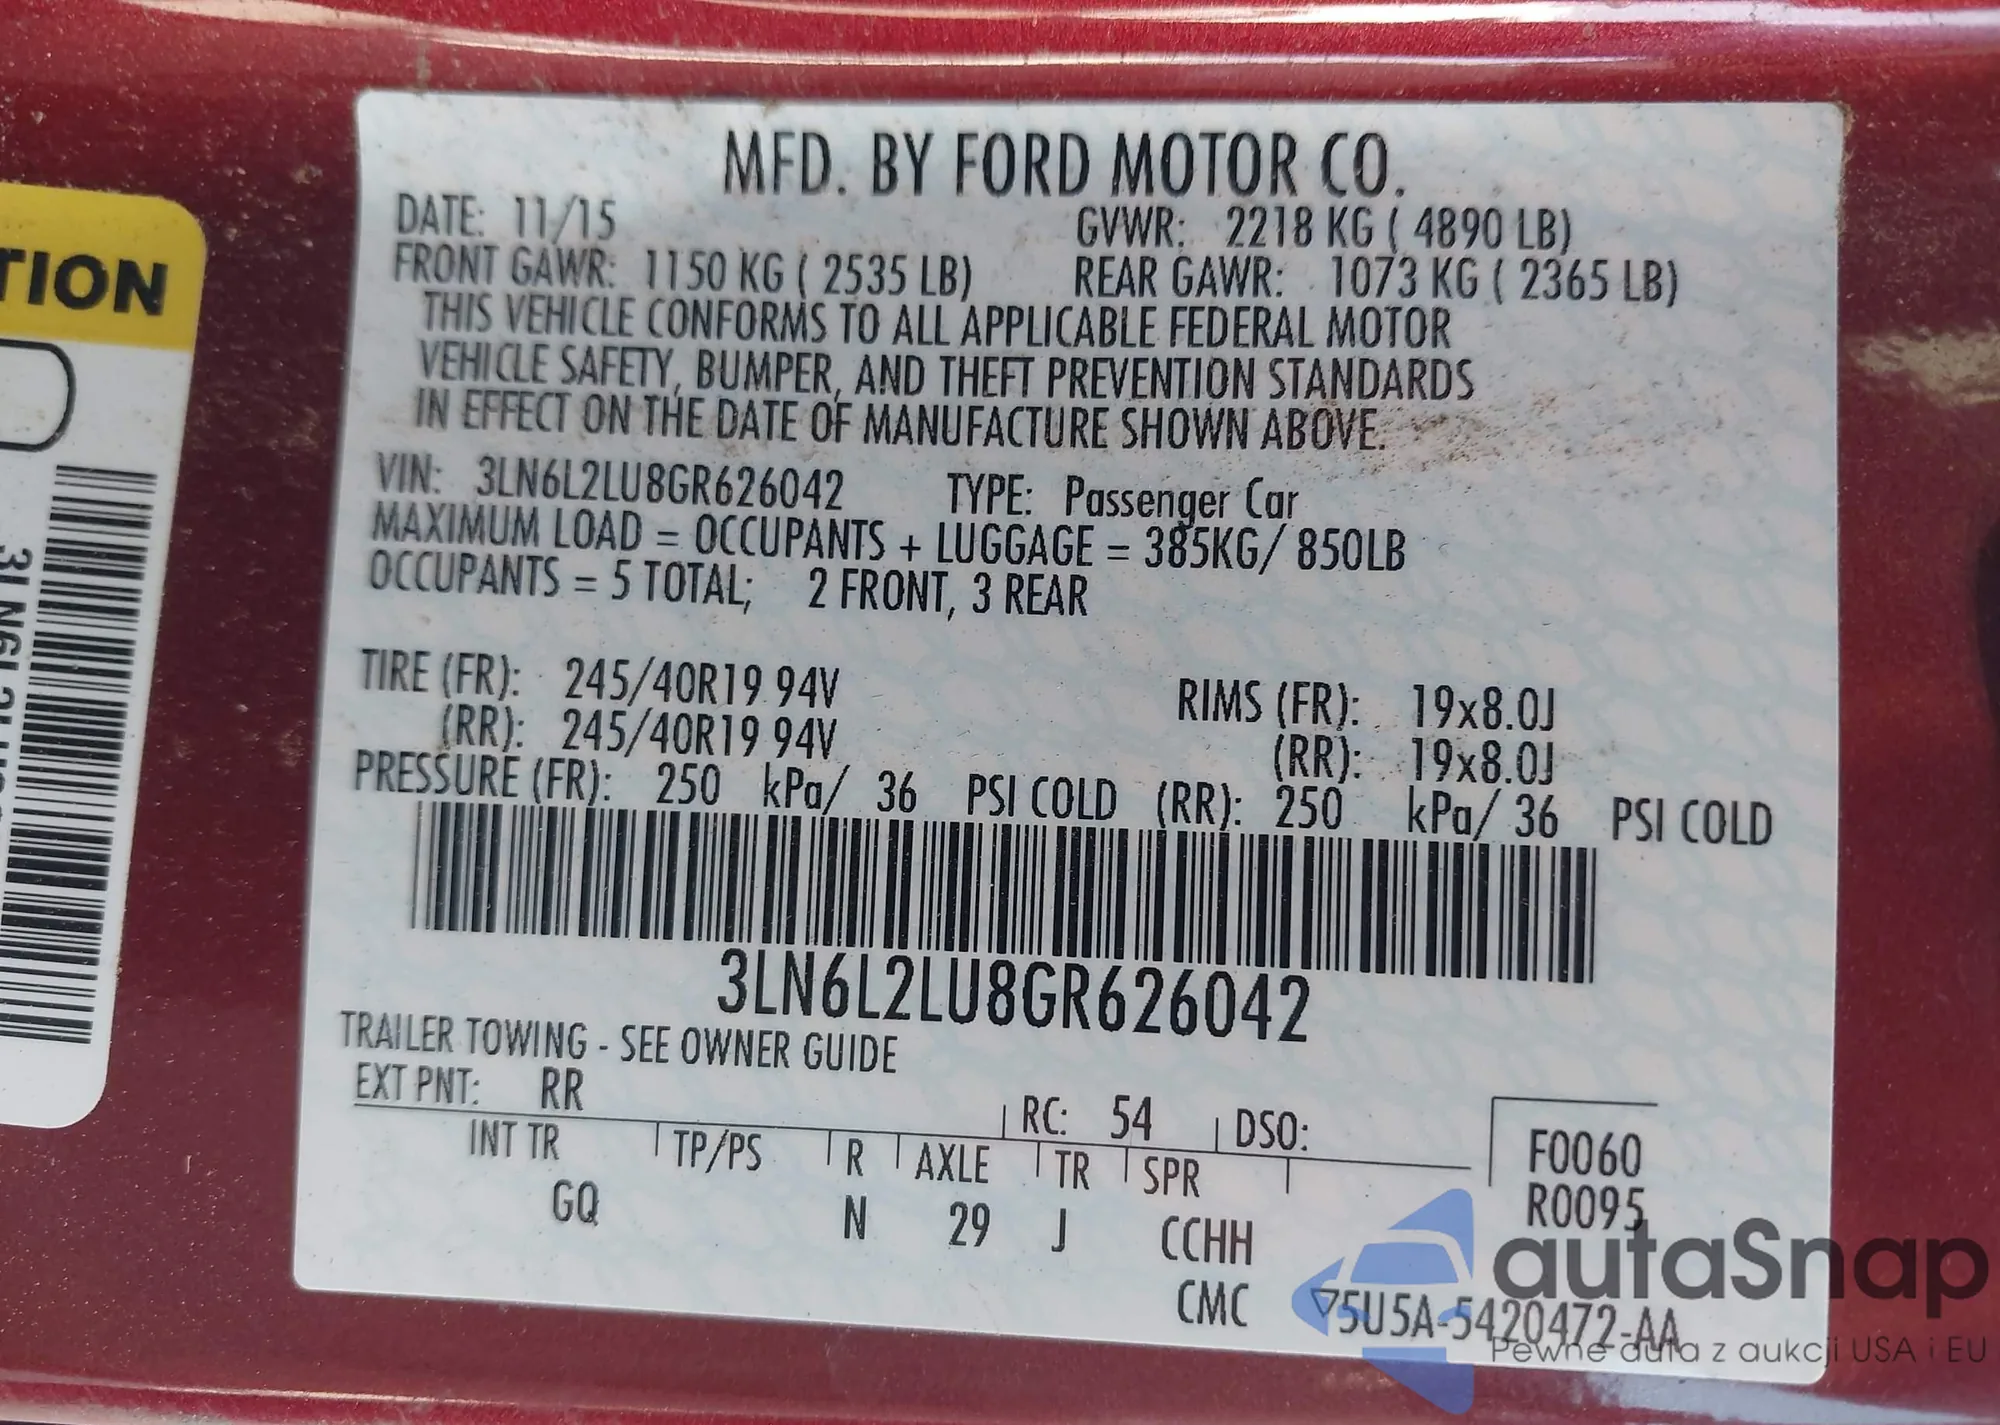 MFD. BY FORD MOTOR CO.
DATE: 11/15 GVWR: 2218 KG ( 4890 LB)
FRONT GAWR: 1150 KG ( 2535 LB) REAR GAWR: 1073 KG ( 2365 LB)
THIS VEHICLE CONFORMS TO ALL APPLICABLE FEDERAL MOTOR
VEHICLE SAFETY, BUMPER, AND THEFT PREVENTION STANDARDS
IN EFFECT ON THE DATE OF MANUFACTURE SHOWN ABOVE.
VIN: 3LN6L2LU8GR626042 TYPE: Passenger Car
MAXIMUM LOAD = OCCUPANTS + LUGGAGE = 385KG/ 850LB
OCCUPANTS = 5 TOTAL; 2 FRONT, 3 REAR
TIRE (FR): 245/40R19 94V RIMS (FR): 19x8.0J
(RR): 245/40R19 94V (RR): 19x8.0J
PRESSURE (FR): 250 kPa/ 36 PSI COLD (RR): 250 kPa/ 36 PSI COLD
3LN6L2LU8GR626042
TRAILER TOWING - SEE OWNER GUIDE
EXT PNT: RR RC: 54 DSO:
INT TR TP/PS R AXLE TR SPR F0060
GQ N 29 J CCHH R0095
CMC 75U5A-5420472-AA
TION
autaSnap
Pewne auta z aukcji USA i EU